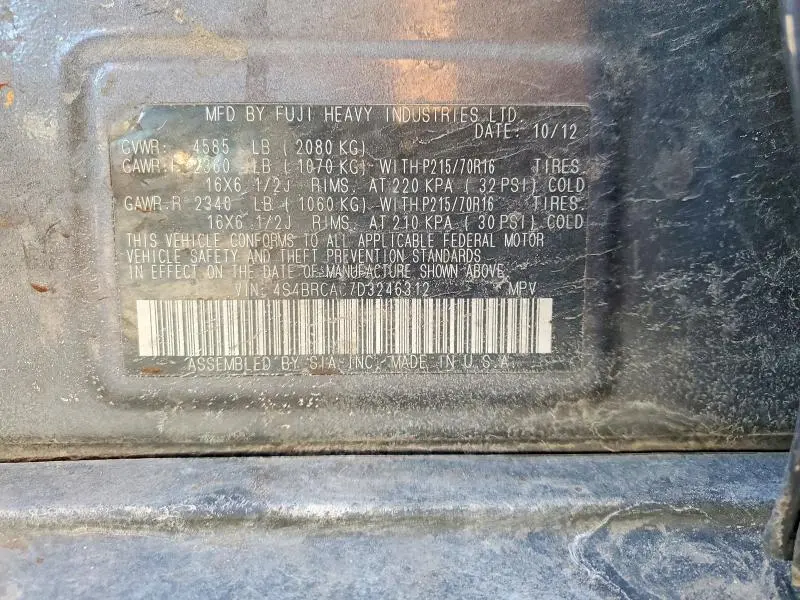 MFD BY FUJI HEAVY INDUSTRIES LTD.
DATE: 10/12
GVWR: 4585 LB ( 2080 KG)
GAWR:F 2360 LB ( 1070 KG) WITH P215/70R16 TIRES.
16X6 1/2J RIMS, AT 220 KPA ( 32 PSI) COLD
GAWR:R 2340 LB ( 1060 KG) WITH P215/70R16 TIRES.
16X6 1/2J RIMS, AT 210 KPA ( 30 PSI) COLD
THIS VEHICLE CONFORMS TO ALL APPLICABLE FEDERAL MOTOR
VEHICLE SAFETY AND THEFT PREVENTION STANDARDS
IN EFFECT ON THE DATE OF MANUFACTURE SHOWN ABOVE.
VIN: MPV
ASSEMBLED BY SIA, INC. MADE IN U.S.A.